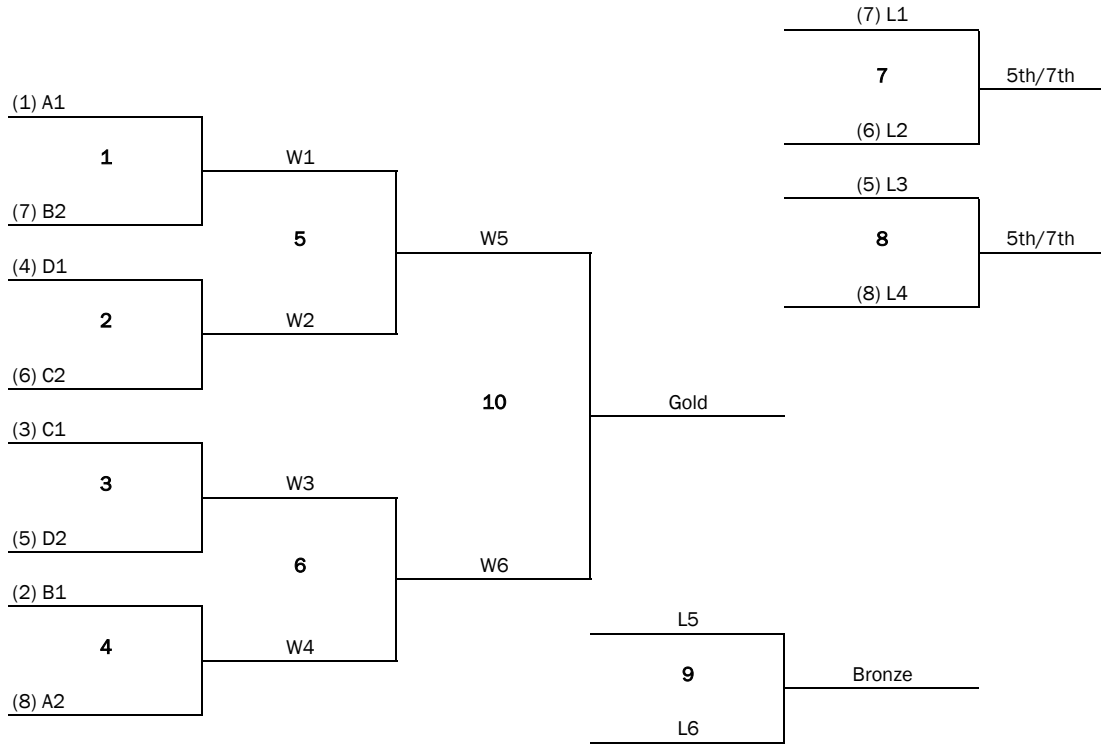 (1) A1
1
(7) B2
(4) D1
2
(6) C2
(3) C1
3
(5) D2
(2) B1
4
(8) A2
W1
5
W2
W3
6
W4
W5
10
W6
Gold
L5
9
L6
Bronze
(7) L1
7
(6) L2
5th/7th
(5) L3
8
(8) L4
5th/7th